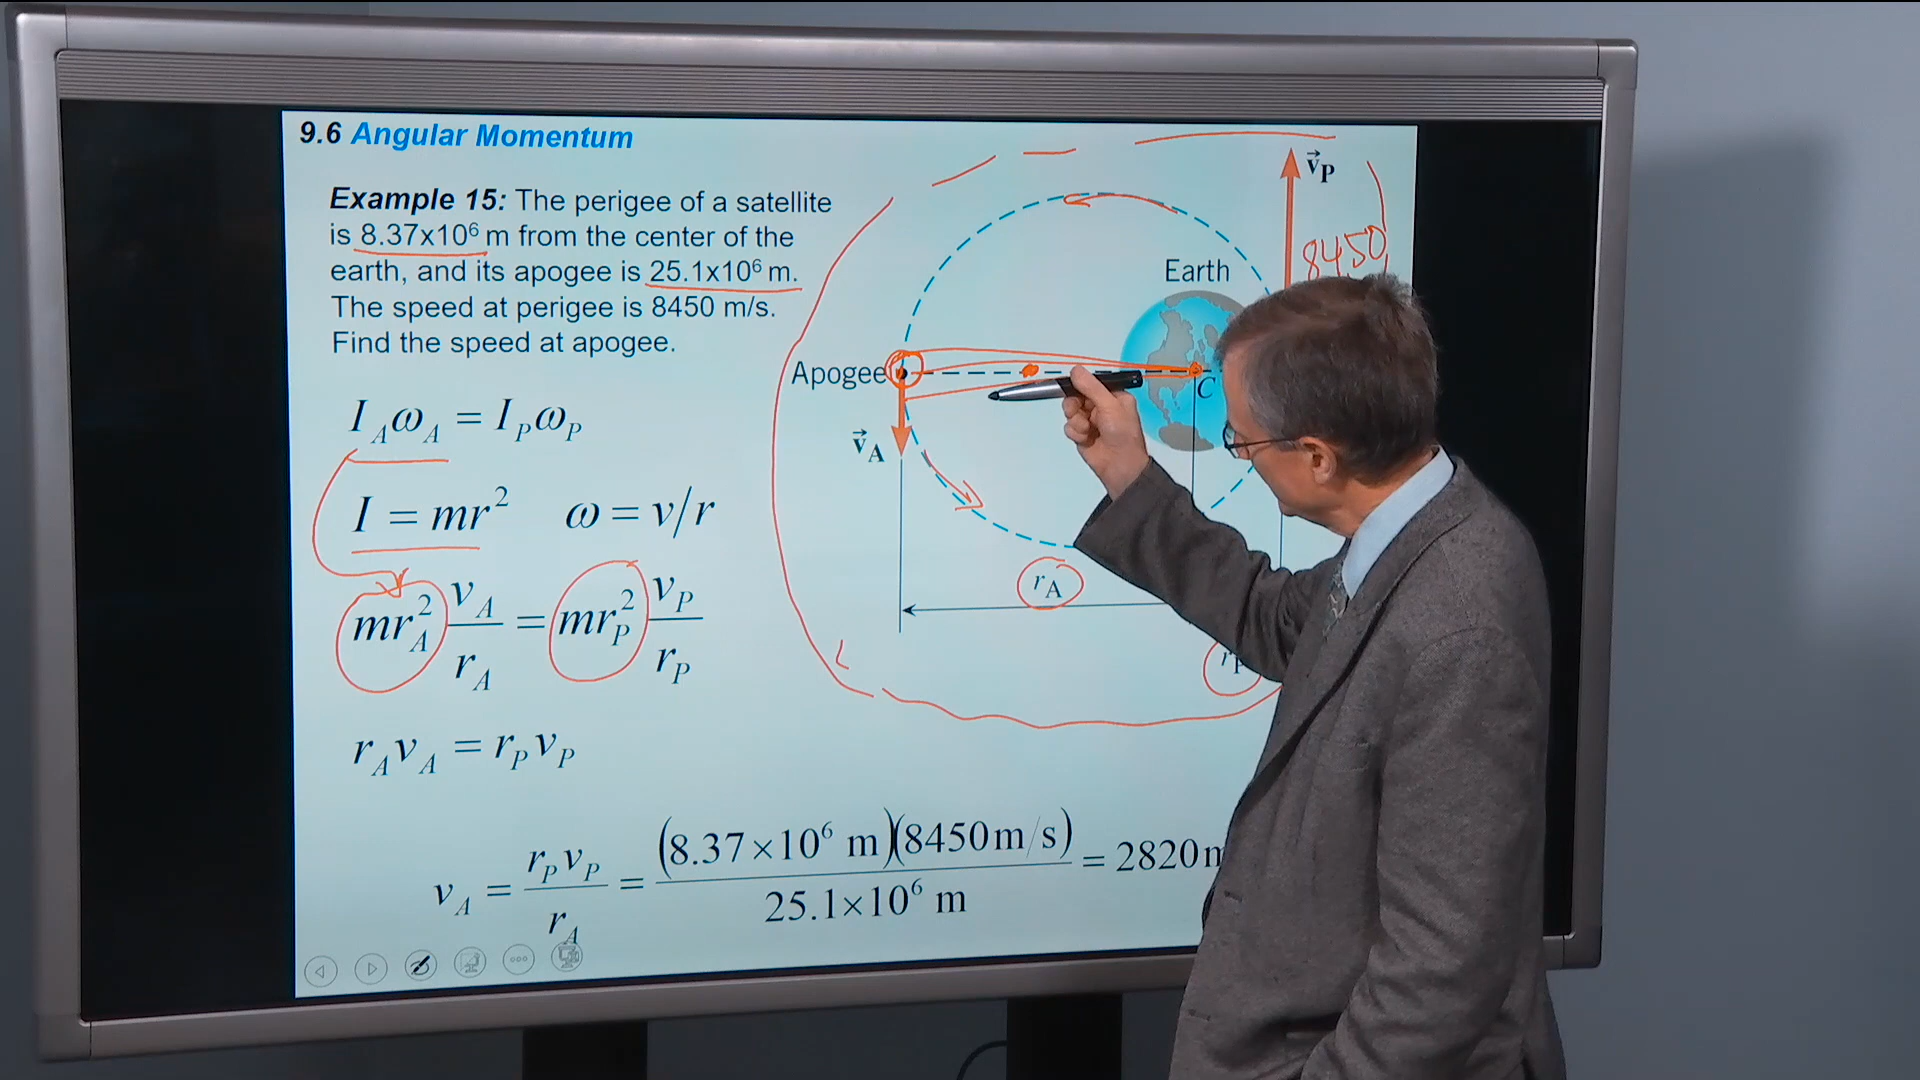 9.6 Angular Momentum
Example 15: The perigee of a satellite
is 8.37x10⁶ m from the center of the
earth, and its apogee is 25.1x10⁶ m.
The speed at perigee is 8450 m/s.
Find the speed at apogee.
I_A ω_A = I_P ω_P
I = mr² ω = v/r
mr_A² v_A/r_A = mr_P² v_P/r_P
r_A v_A = r_P v_P
v_A = r_P v_P / r_A = (8.37×10⁶ m)(8450 m/s) / 25.1×10⁶ m = 2820
v⃗_P
8450
Earth
Apogee
C
v⃗_A
r_A
r_P